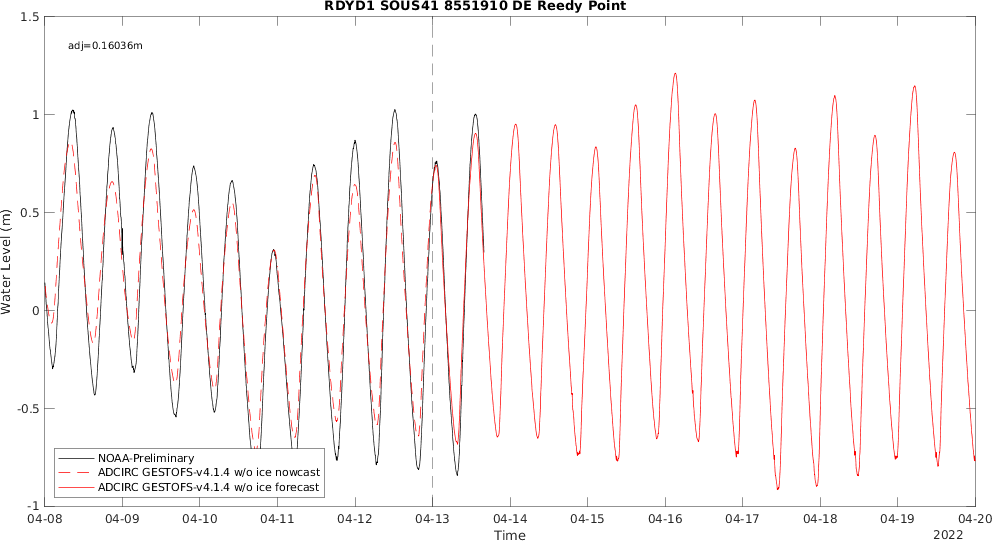 RDYD1 SOUS41 8551910 DE Reedy Point
adj=0.16036m
1.5
1
0.5
0
-0.5
-1
Water Level (m)
NOAA-Preliminary
ADCIRC GESTOFS-v4.1.4 w/o ice nowcast
ADCIRC GESTOFS-v4.1.4 w/o ice forecast
04-08 04-09 04-10 04-11 04-12 04-13 04-14 04-15 04-16 04-17 04-18 04-19 04-20
Time
2022